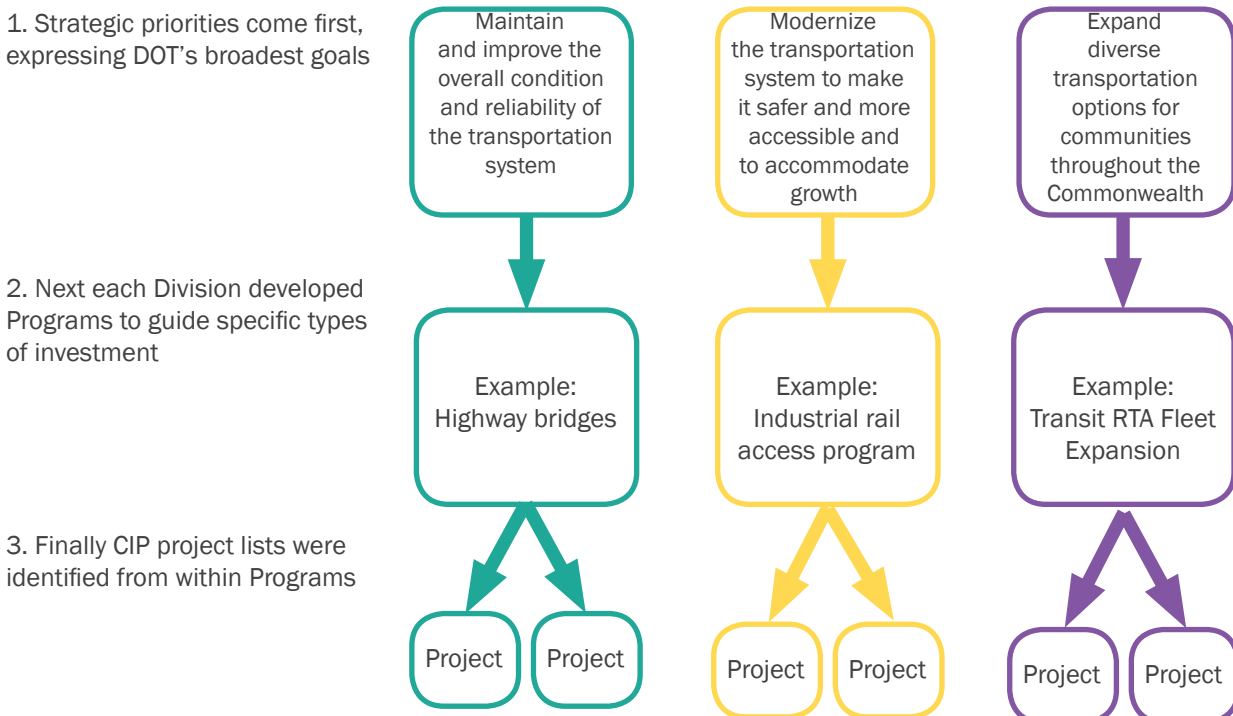 1. Strategic priorities come first,
expressing DOT's broadest goals
Maintain
and improve the
overall condition
and reliability of
the transportation
system
Modernize
the transportation
system to make
it safer and more
accessible and
to accommodate
growth
Expand
diverse
transportation
options for
communities
throughout the
Commonwealth
2. Next each Division developed
Programs to guide specific types
of investment
Example:
Highway bridges
Example:
Industrial rail
access program
Example:
Transit RTA Fleet
Expansion
3. Finally CIP project lists were
identified from within Programs
Project
Project
Project
Project
Project
Project